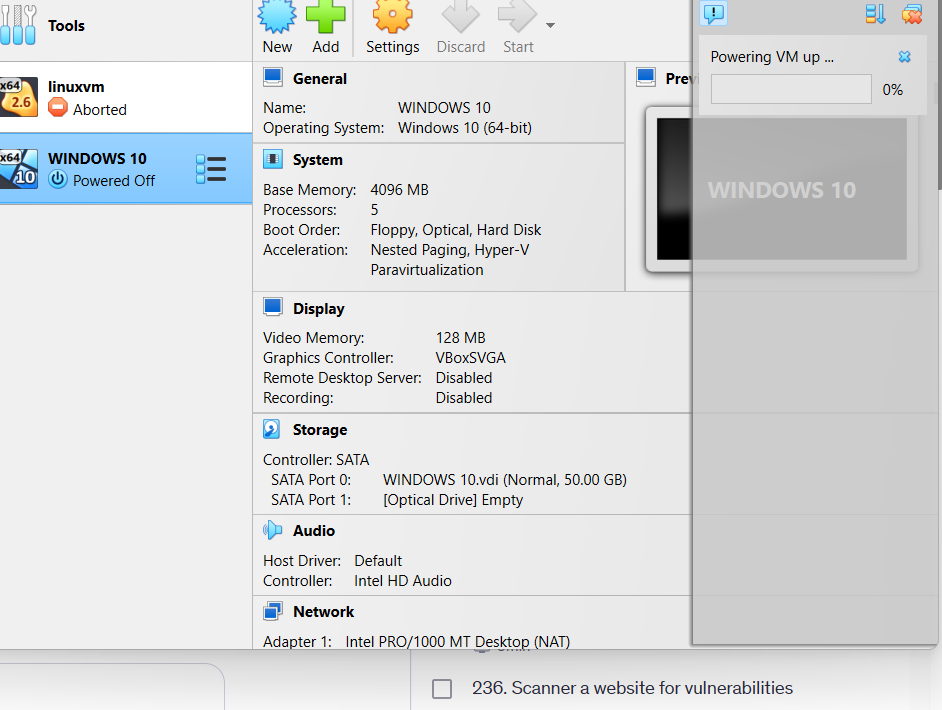 Tools
New
Add
Settings
Discard
Start
x64
2.6
linuxvm
Aborted
x64
10
WINDOWS 10
Powered Off
General
Name: WINDOWS 10
Operating System: Windows 10 (64-bit)
System
Base Memory: 4096 MB
Processors: 5
Boot Order: Floppy, Optical, Hard Disk
Acceleration: Nested Paging, Hyper-V
Paravirtualization
Display
Video Memory: 128 MB
Graphics Controller: VBoxSVGA
Remote Desktop Server: Disabled
Recording: Disabled
Storage
Controller: SATA
SATA Port 0: WINDOWS 10.vdi (Normal, 50.00 GB)
SATA Port 1: [Optical Drive] Empty
Audio
Host Driver: Default
Controller: Intel HD Audio
Network
Adapter 1: Intel PRO/1000 MT Desktop (NAT)
Powering VM up ...
0%
WINDOWS 10
236. Scanner a website for vulnerabilities